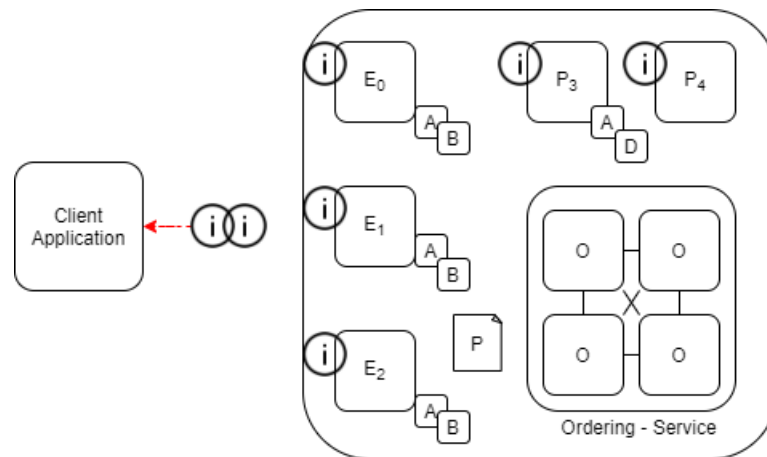 i
E0
A
B
i
P3
A
D
i
P4
Client
Application
i i
i
E1
A
B
O
O
O
O
P
i
E2
A
B
Ordering - Service